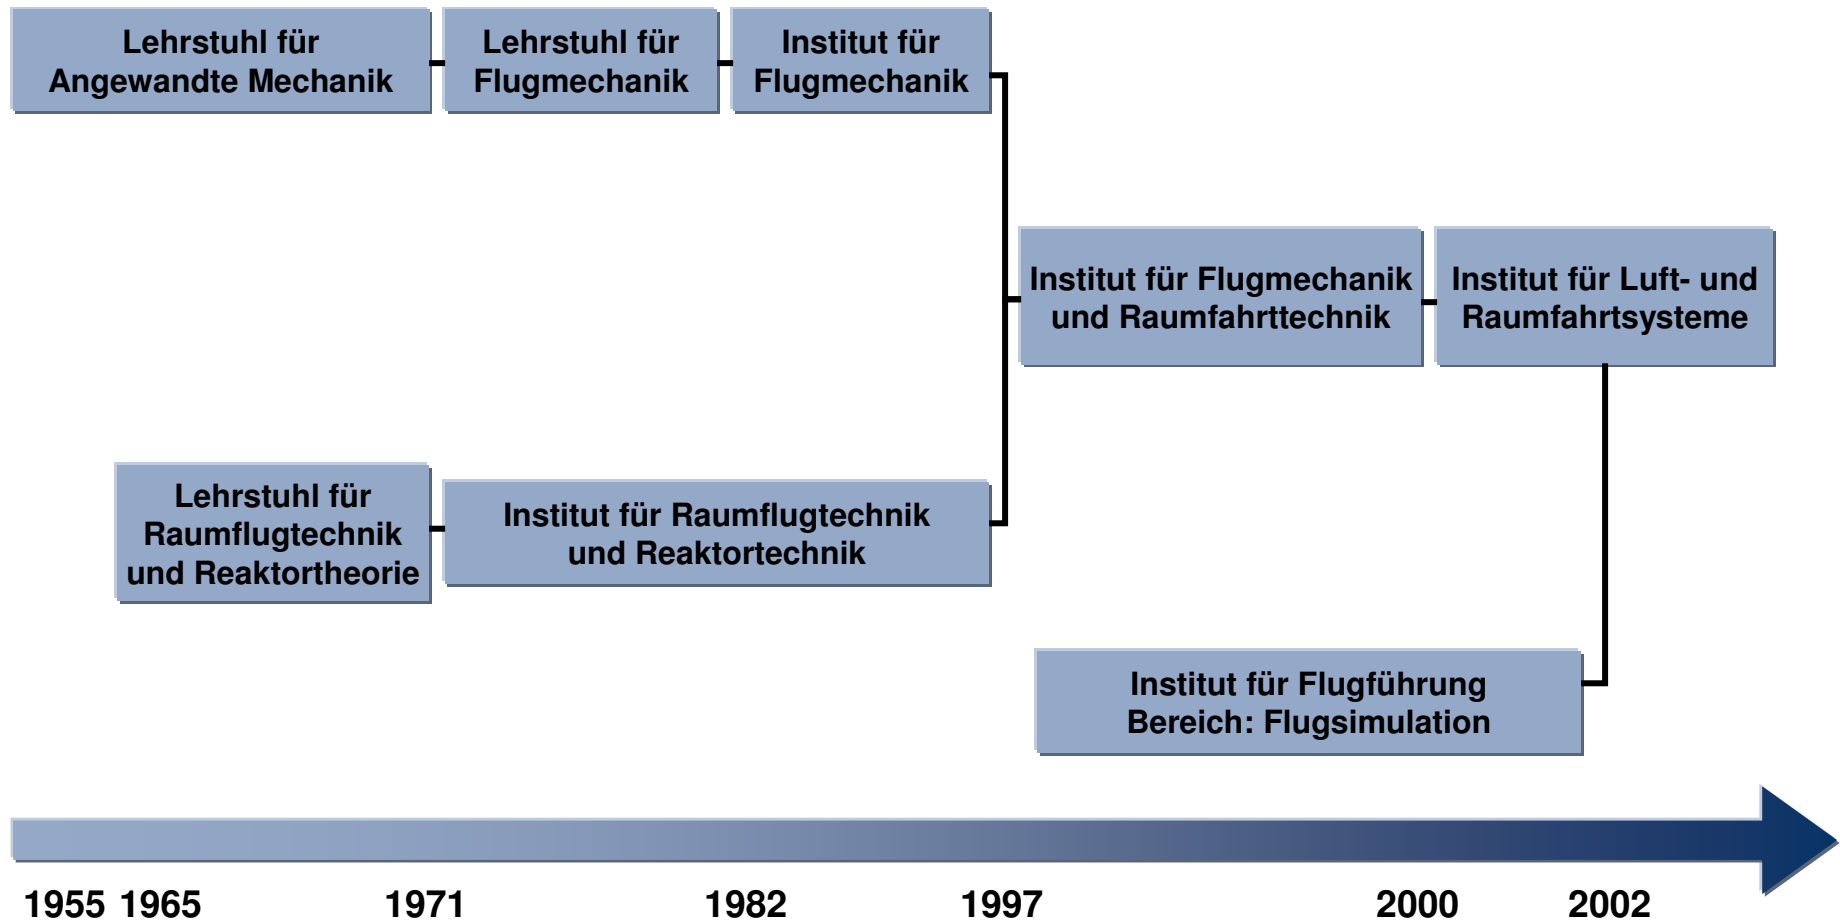 Lehrstuhl für
Angewandte Mechanik
Lehrstuhl für
Flugmechanik
Institut für
Flugmechanik
Institut für Flugmechanik
und Raumfahrttechnik
Institut für Luft- und
Raumfahrtsysteme
Lehrstuhl für
Raumflugtechnik
und Reaktortheorie
Institut für Raumflugtechnik
und Reaktortechnik
Institut für Flugführung
Bereich: Flugsimulation
1955 1965 1971 1982 1997 2000 2002